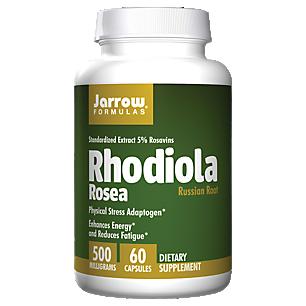 Jarrow
FORMULAS
Standardized Extract 5% Rosavins
Rhodiola
Rosea Russian Root
Physical Stress Adaptogen*
Enhances Energy*
and Reduces Fatigue*
500 60 DIETARY
MILLIGRAMS CAPSULES SUPPLEMENT